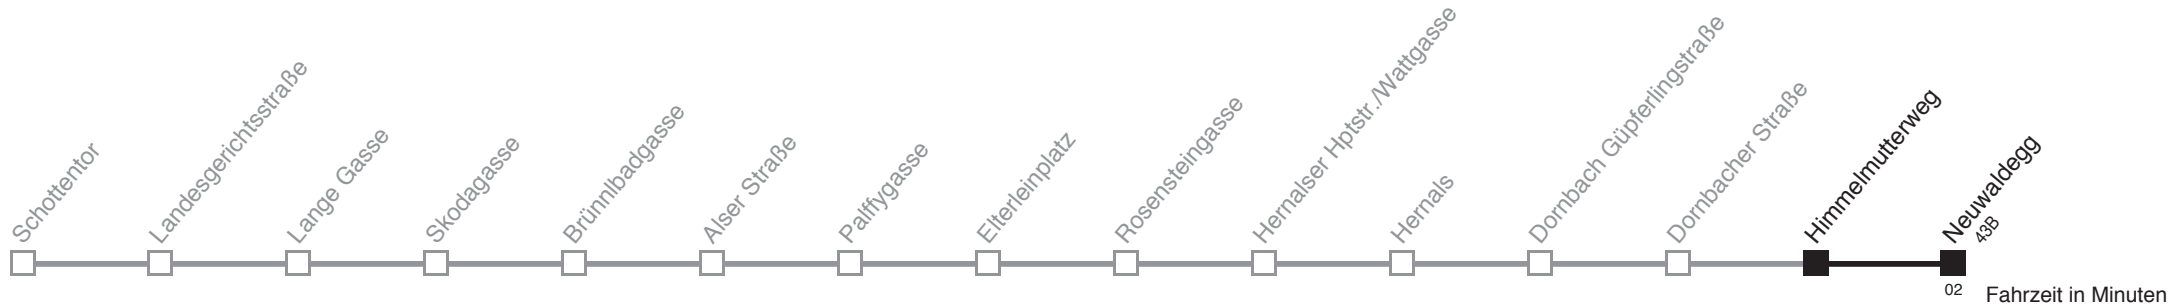 Schottentor
Landesgerichtsstraße
Lange Gasse
Skodagasse
Brünnlbadgasse
Alser Straße
Palffygasse
Elterleinplatz
Rosensteingasse
Hernalser Hptstr./Wattgasse
Hernals
Dornbach Güpferlingstraße
Dornbacher Straße
Himmelmutterweg
Neuwaldegg
43B
02 Fahrzeit in Minuten